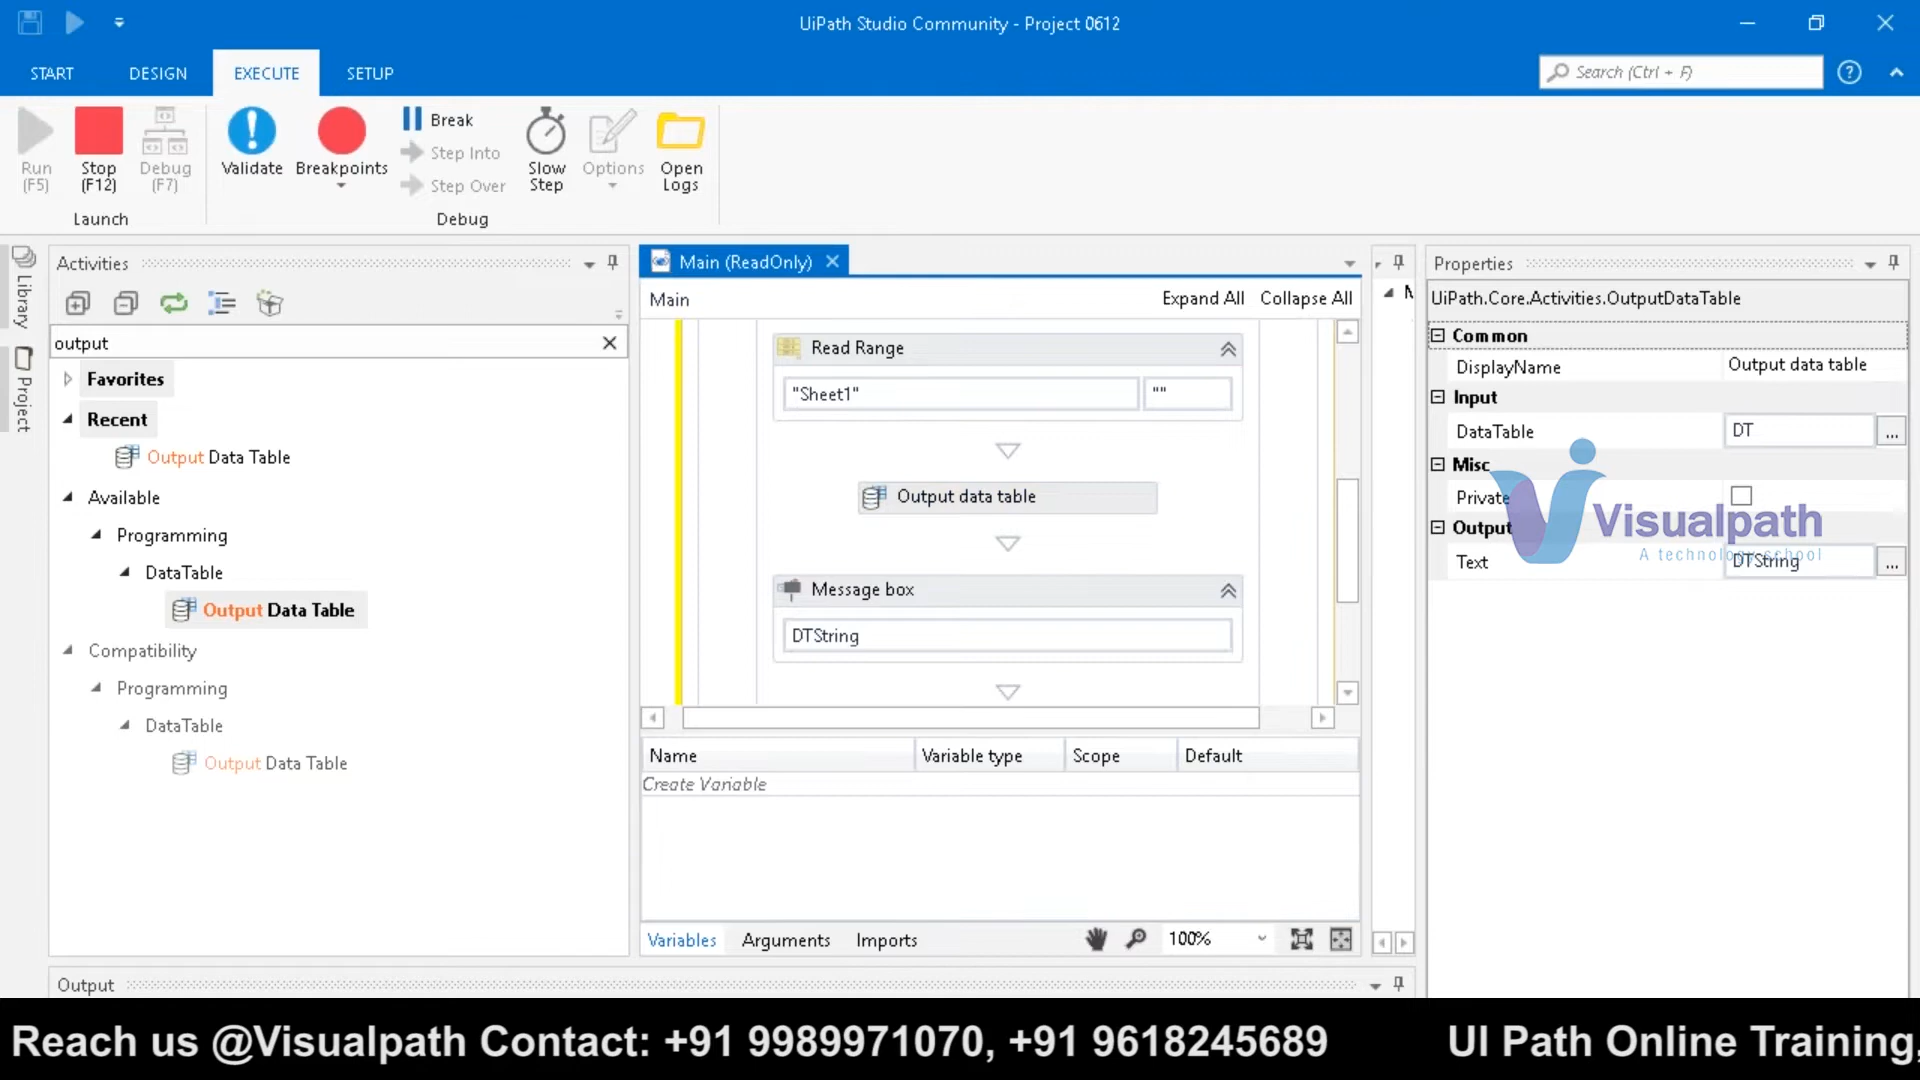 UiPath Studio Community - Project 0612
START
DESIGN
EXECUTE
SETUP
Search (Ctrl + F)
Run
(F5)
Stop
(F12)
Debug
(F7)
Launch
Validate
Breakpoints
Break
Step Into
Step Over
Slow
Step
Options
Open
Logs
Debug
Library
Project
Activities
output
Favorites
Recent
Output Data Table
Available
Programming
DataTable
Output Data Table
Compatibility
Programming
DataTable
Output Data Table
Main (ReadOnly)
Main
Expand All
Collapse All
Read Range
"Sheet1"
""
Output data table
Message box
DTString
Name
Variable type
Scope
Default
Create Variable
Variables
Arguments
Imports
100%
Output
Properties
UiPath.Core.Activities.OutputDataTable
Common
DisplayName
Output data table
Input
DataTable
DT
...
Misc
Private
Output
Text
DTString
...
Visualpath
A technology school
Reach us @Visualpath Contact: +91 9989971070, +91 9618245689
UI Path Online Training,